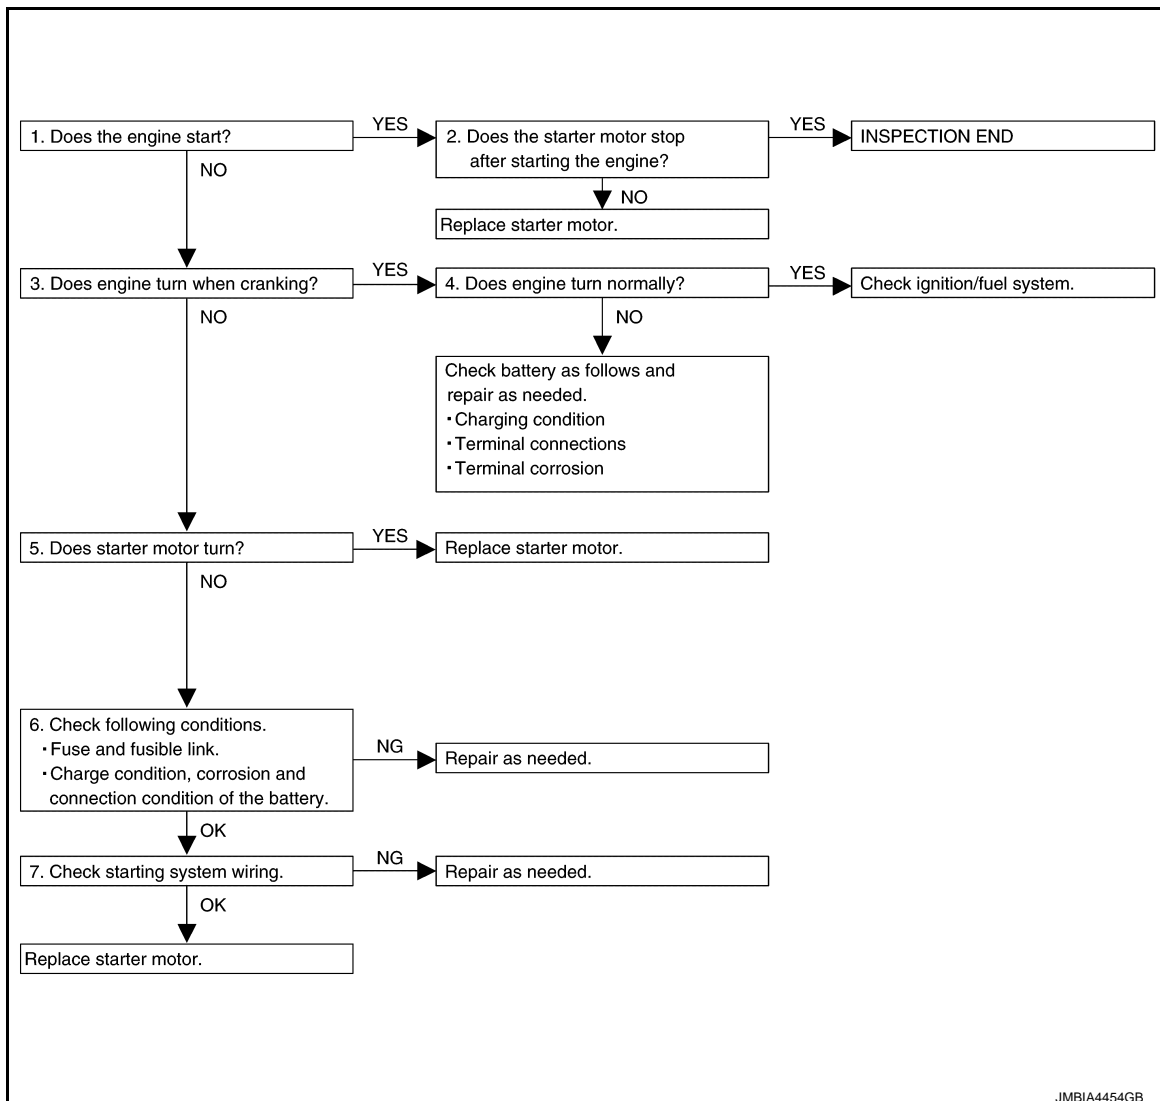 1. Does the engine start?
YES
2. Does the starter motor stop
after starting the engine?
YES
INSPECTION END
NO
NO
Replace starter motor.
3. Does engine turn when cranking?
YES
4. Does engine turn normally?
YES
Check ignition/fuel system.
NO
NO
Check battery as follows and
repair as needed.
・Charging condition
・Terminal connections
・Terminal corrosion
5. Does starter motor turn?
YES
Replace starter motor.
NO
6. Check following conditions.
・Fuse and fusible link.
・Charge condition, corrosion and
connection condition of the battery.
NG
Repair as needed.
OK
7. Check starting system wiring.
NG
Repair as needed.
OK
Replace starter motor.
JMBIA4454GB